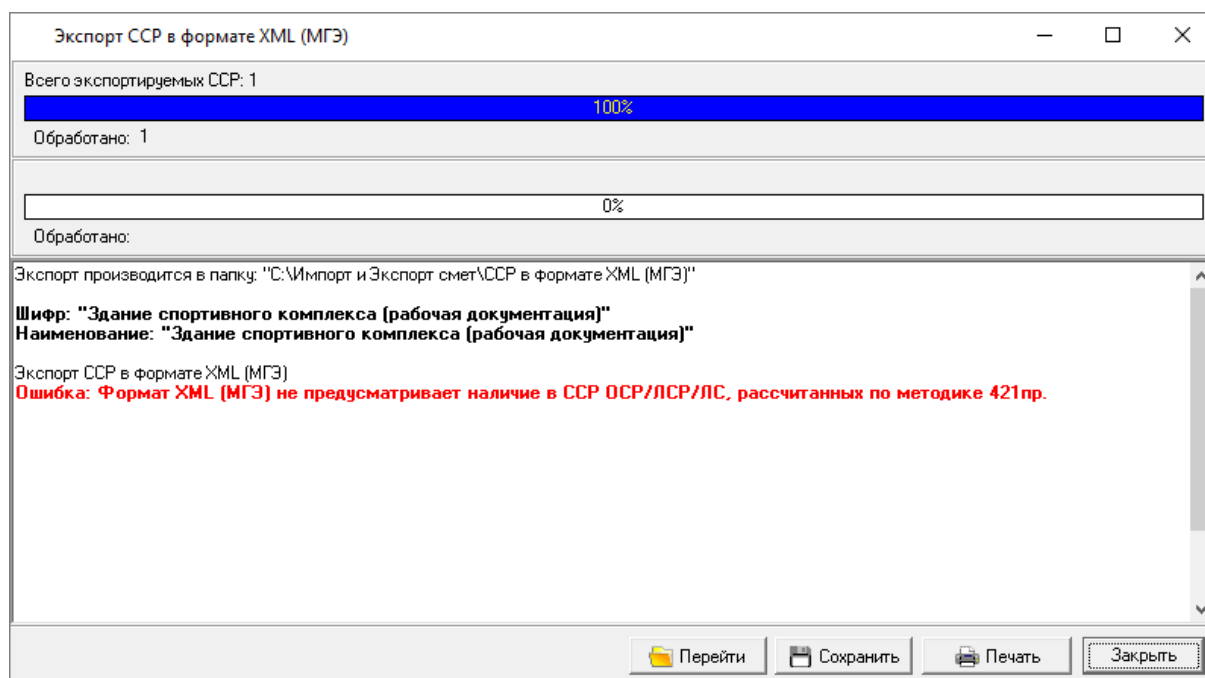 Экспорт ССР в формате XML (МГЭ)
Всего экспортируемых ССР: 1
100%
Обработано: 1
0%
Обработано:
Экспорт производится в папку: "C:\Импорт и Экспорт смет\ССР в формате XML (МГЭ)"
Шифр: "Здание спортивного комплекса (рабочая документация)"
Наименование: "Здание спортивного комплекса (рабочая документация)"
Экспорт ССР в формате XML (МГЭ)
Ошибка: Формат XML (МГЭ) не предусматривает наличие в ССР ОСР/ЛСР/ЛС, рассчитанных по методике 421пр.
Перейти Сохранить Печать Закрыть